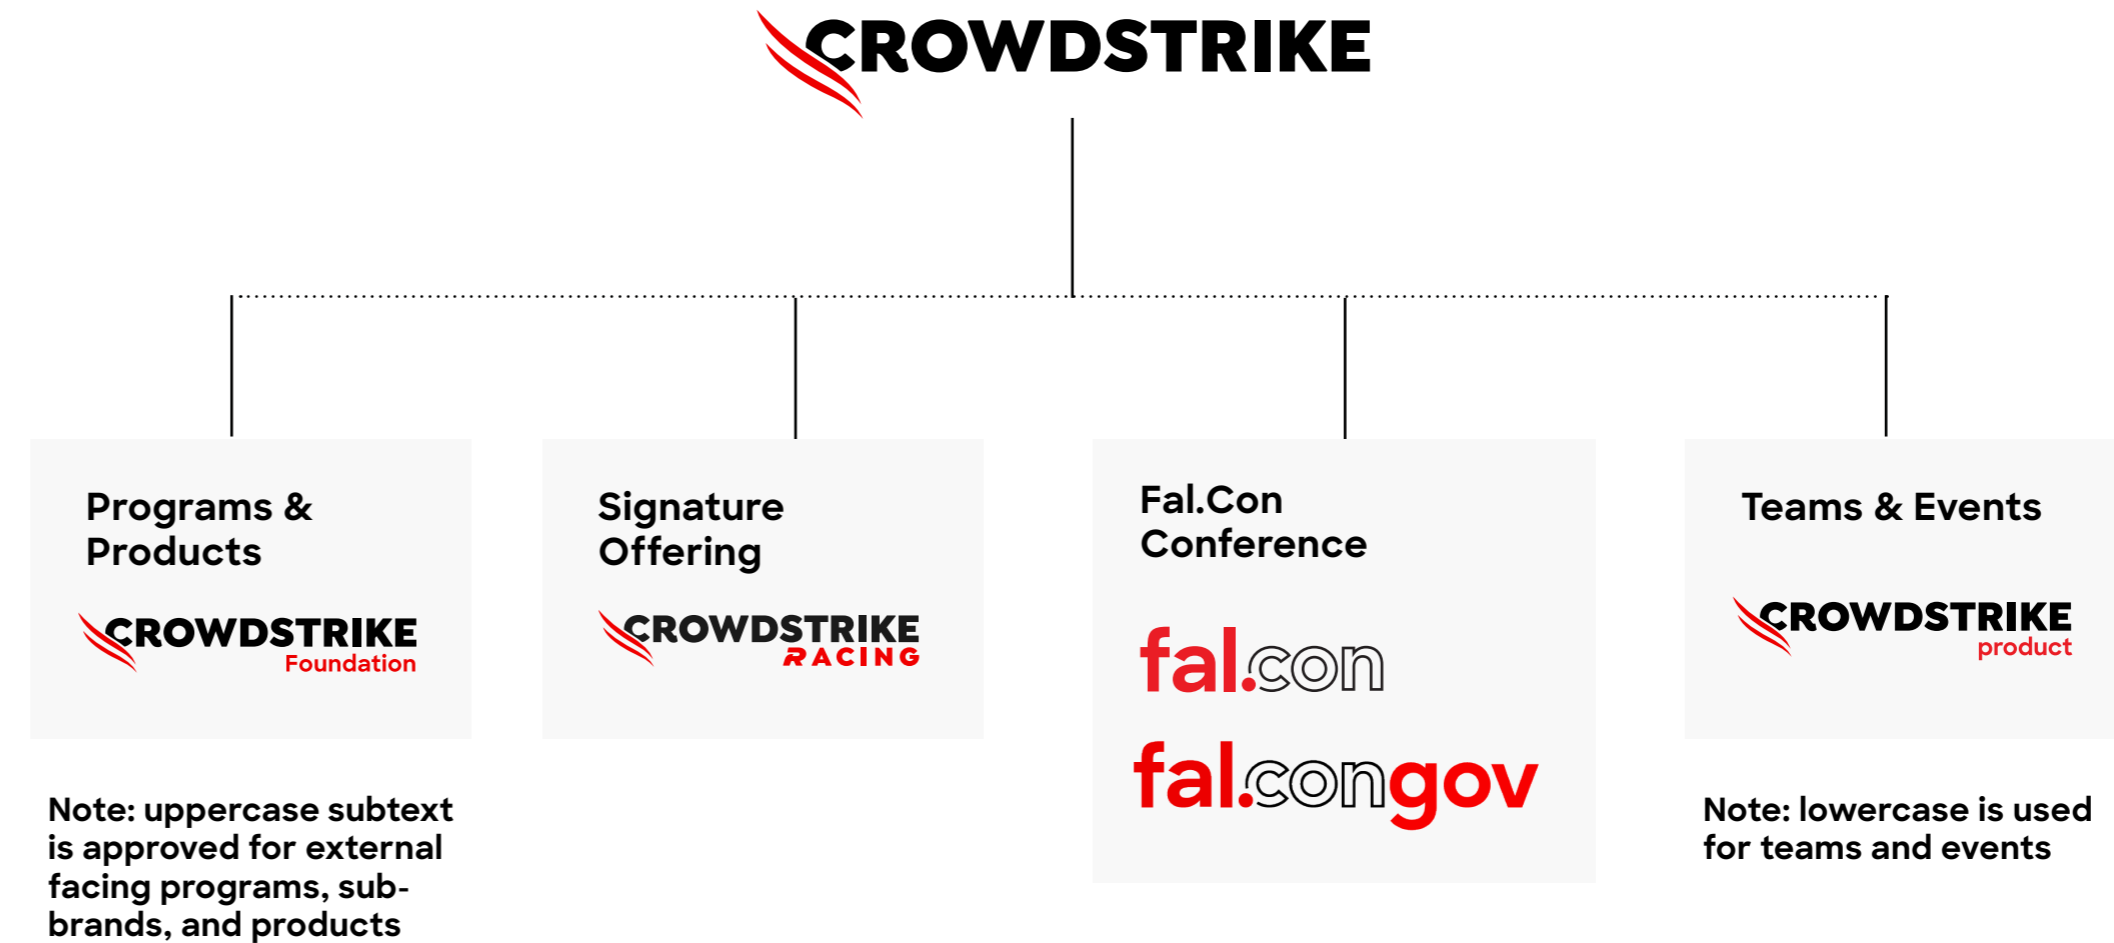 CROWDSTRIKE
Programs &
Products
CROWDSTRIKE
Foundation
Note: uppercase subtext
is approved for external
facing programs, sub-
brands, and products
Signature
Offering
CROWDSTRIKE
RACING
Fal.Con
Conference
fal.con
fal.congov
Teams & Events
CROWDSTRIKE
product
Note: lowercase is used
for teams and events